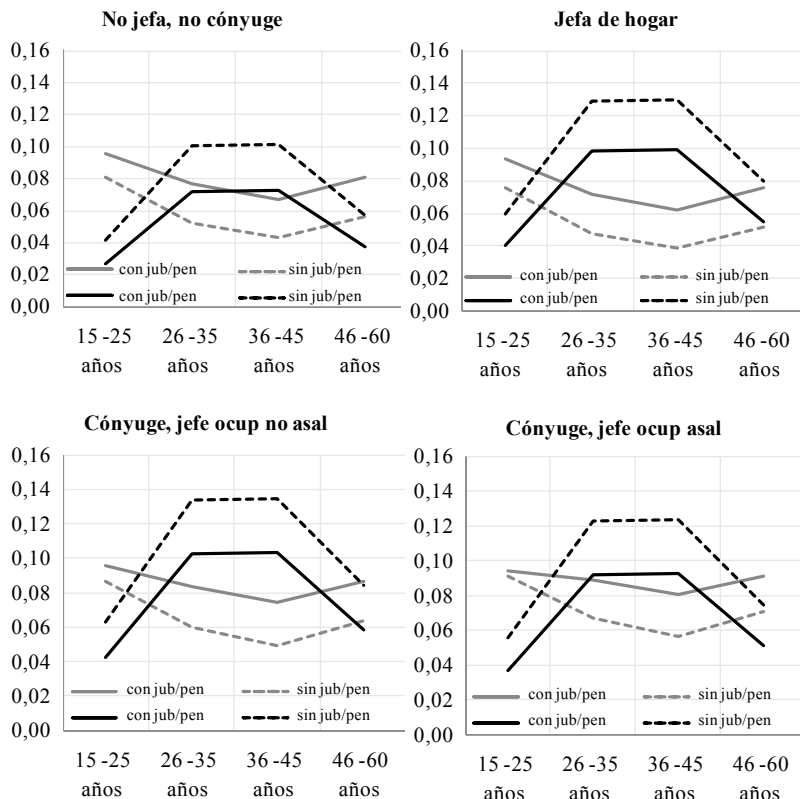 No jefa, no cónyuge
0,16
0,14
0,12
0,10
0,08
0,06
0,04
0,02
0,00
con jub/pen
sin jub/pen
con jub/pen
sin jub/pen
15 -25 años
26 -35 años
36 -45 años
46 -60 años
Jefa de hogar
0,16
0,14
0,12
0,10
0,08
0,06
0,04
0,02
0,00
con jub/pen
sin jub/pen
con jub/pen
sin jub/pen
15 -25 años
26 -35 años
36 -45 años
46 -60 años
Cónyuge, jefe ocup no asal
0,16
0,14
0,12
0,10
0,08
0,06
0,04
0,02
0,00
con jub/pen
sin jub/pen
con jub/pen
sin jub/pen
15 -25 años
26 -35 años
36 -45 años
46 -60 años
Cónyuge, jefe ocup asal
0,16
0,14
0,12
0,10
0,08
0,06
0,04
0,02
0,00
con jub/pen
sin jub/pen
con jub/pen
sin jub/pen
15 -25 años
26 -35 años
36 -45 años
46 -60 años